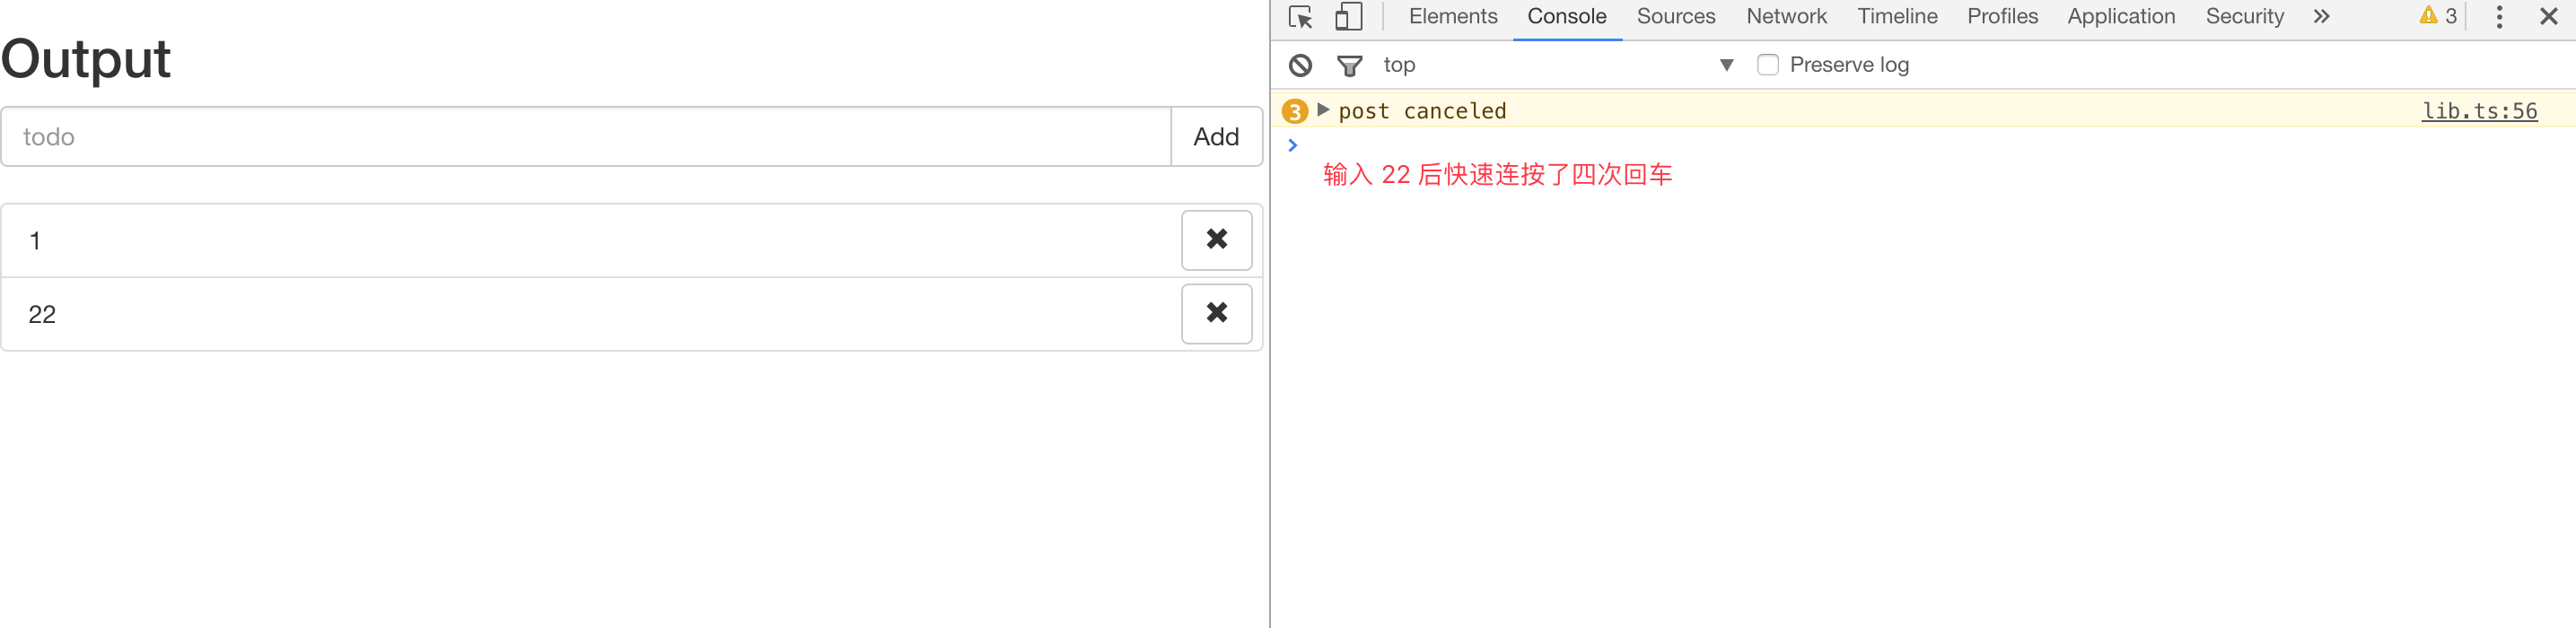 Output
todo
Add
1
22
Elements Console Sources Network Timeline Profiles Application Security 3
top Preserve log
3 post canceled lib.ts:56
输入 22 后快速连按了四次回车